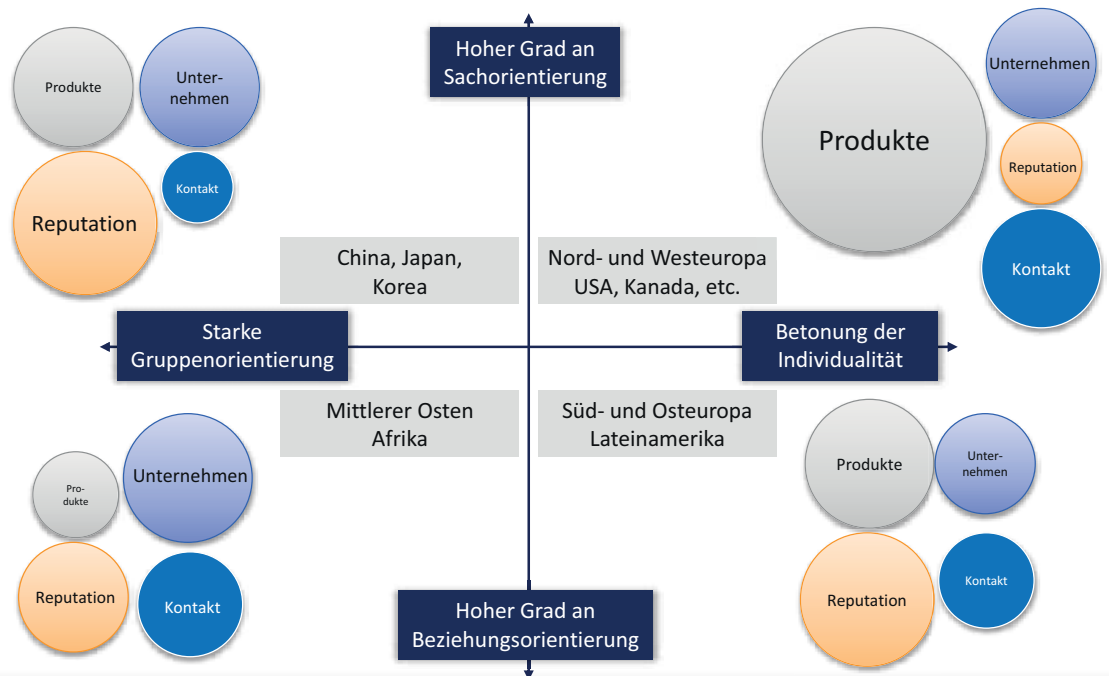 Hoher Grad an
Sachorientierung
Produkte
Unter-
nehmen
Reputation
Kontakt
Produkte
Unternehmen
Reputation
Kontakt
China, Japan,
Korea
Nord- und Westeuropa
USA, Kanada, etc.
Starke
Gruppenorientierung
Betonung der
Individualität
Mittlerer Osten
Afrika
Süd- und Osteuropa
Lateinamerika
Pro-
dukte
Unternehmen
Reputation
Kontakt
Produkte
Unter-
nehmen
Reputation
Kontakt
Hoher Grad an
Beziehungsorientierung